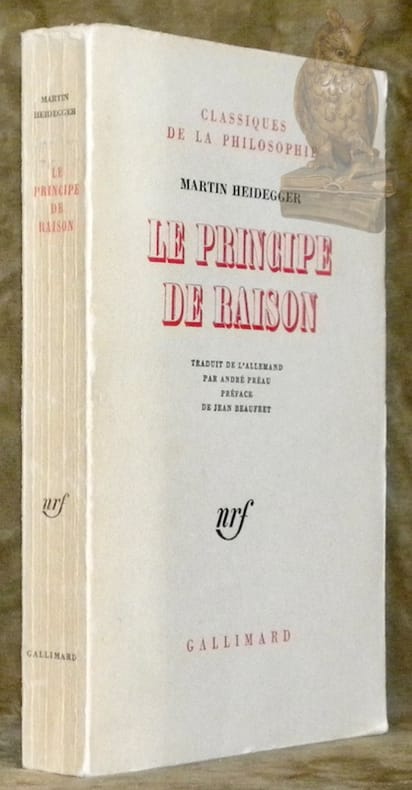 MARTIN
HEIDEGGER
LE
PRINCIPE
DE
RAISON
nrf
GALLIMARD
CLASSIQUES
DE LA PHILOSOPHIE
MARTIN HEIDEGGER
LE PRINCIPE
DE RAISON
TRADUIT DE L'ALLEMAND
PAR ANDRÉ PRÉAU
PRÉFACE
DE JEAN BEAUFRET
nrf
GALLIMARD